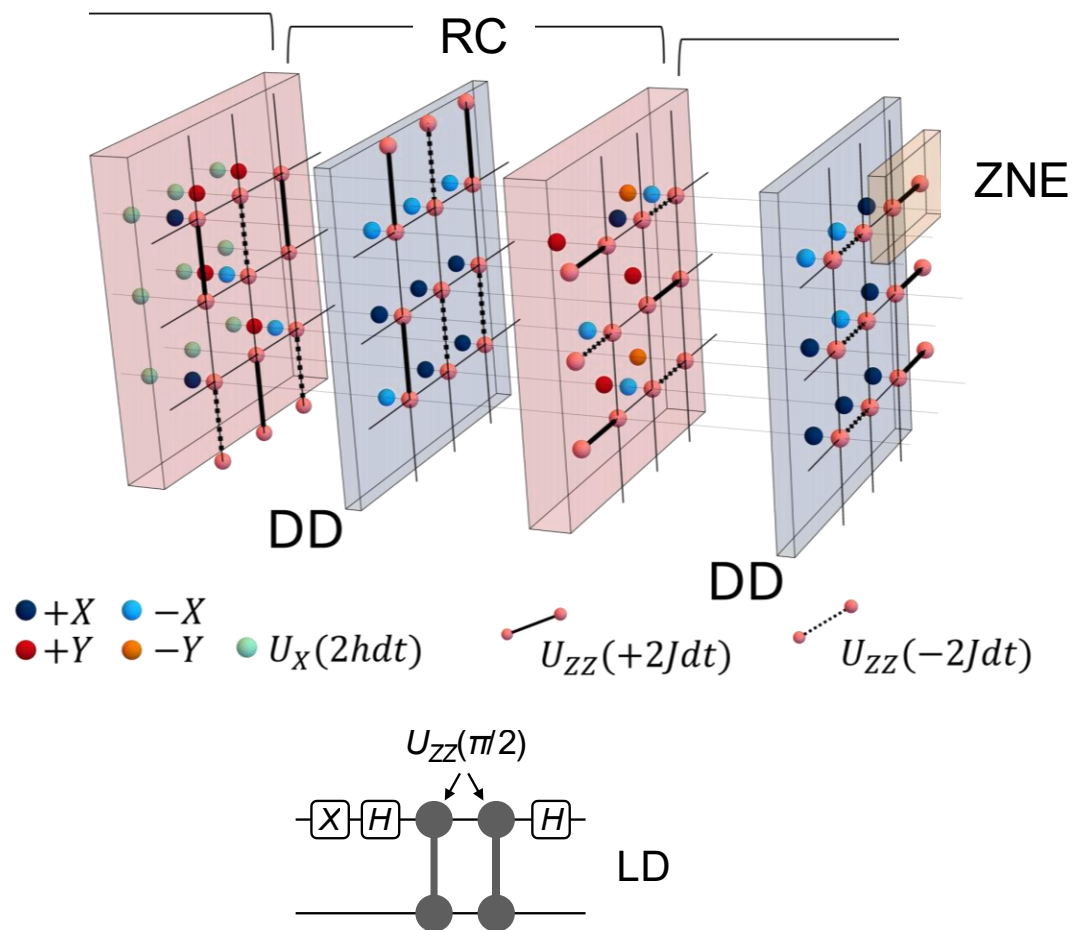 RC
ZNE
DD
DD
+X −X
+Y −Y U_X(2hdt) U_ZZ(+2Jdt) U_ZZ(−2Jdt)
U_ZZ(π/2)
X H H
LD